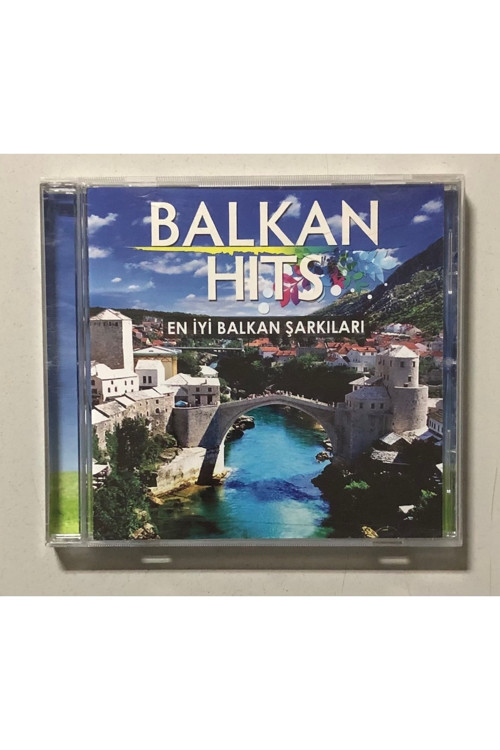 BALKAN
HITS....
EN İYİ BALKAN ŞARKILARI